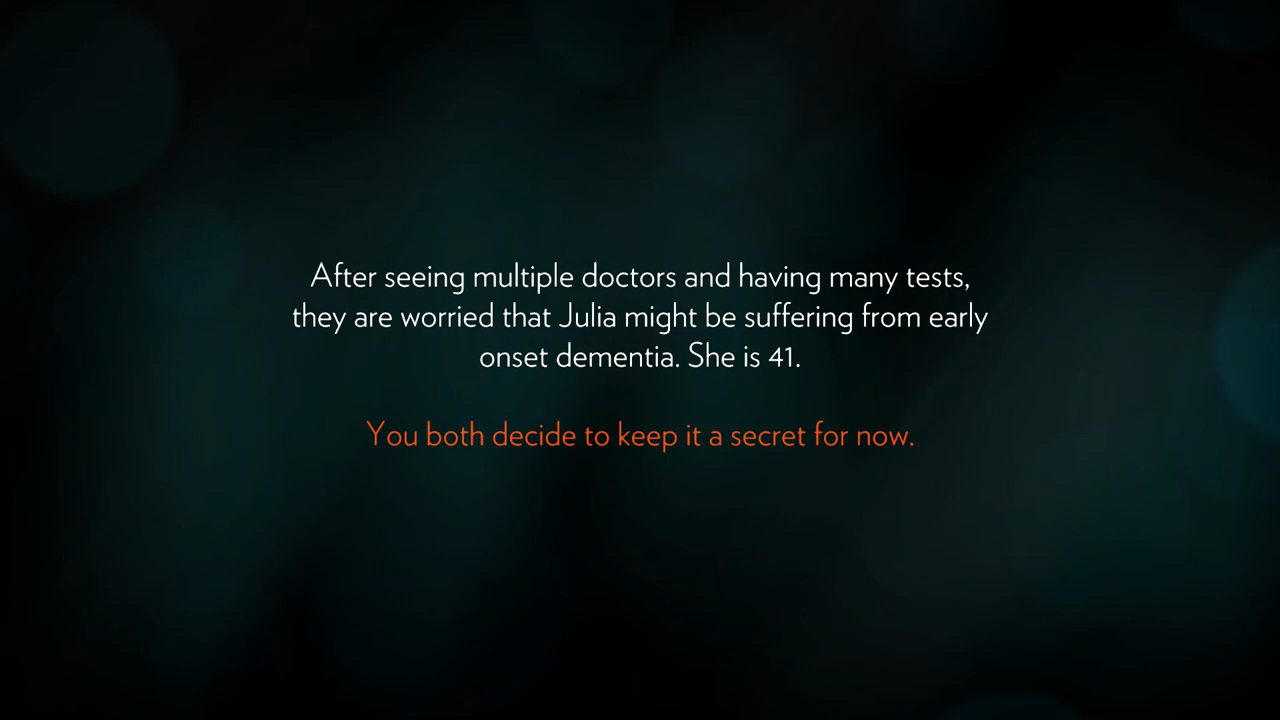 After seeing multiple doctors and having many tests,
they are worried that Julia might be suffering from early
onset dementia. She is 41.
You both decide to keep it a secret for now.